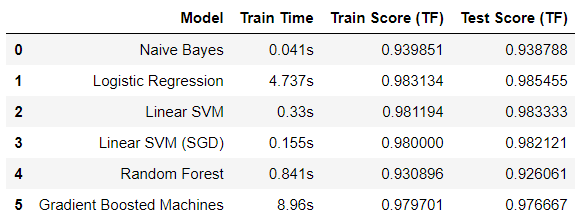 Model Train Time Train Score (TF) Test Score (TF)
0 Naive Bayes 0.041s 0.939851 0.938788
1 Logistic Regression 4.737s 0.983134 0.985455
2 Linear SVM 0.33s 0.981194 0.983333
3 Linear SVM (SGD) 0.155s 0.980000 0.982121
4 Random Forest 0.841s 0.930896 0.926061
5 Gradient Boosted Machines 8.96s 0.979701 0.976667